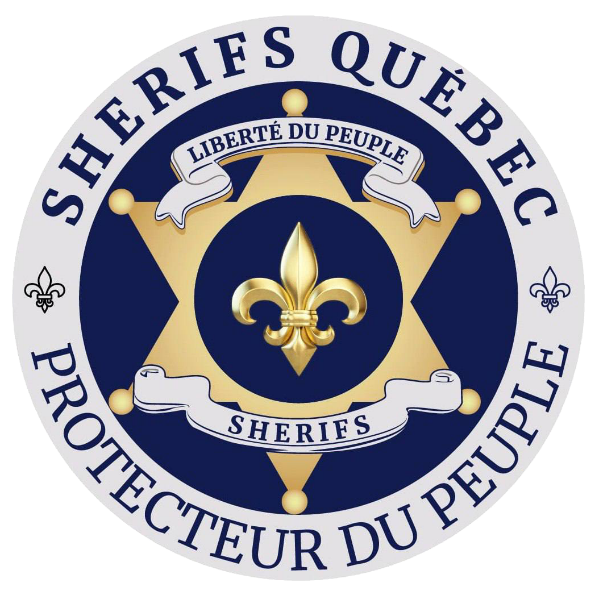 SHERIFS QUÉBEC
LIBERTÉ DU PEUPLE
SHERIFS
PROTECTEUR DU PEUPLE